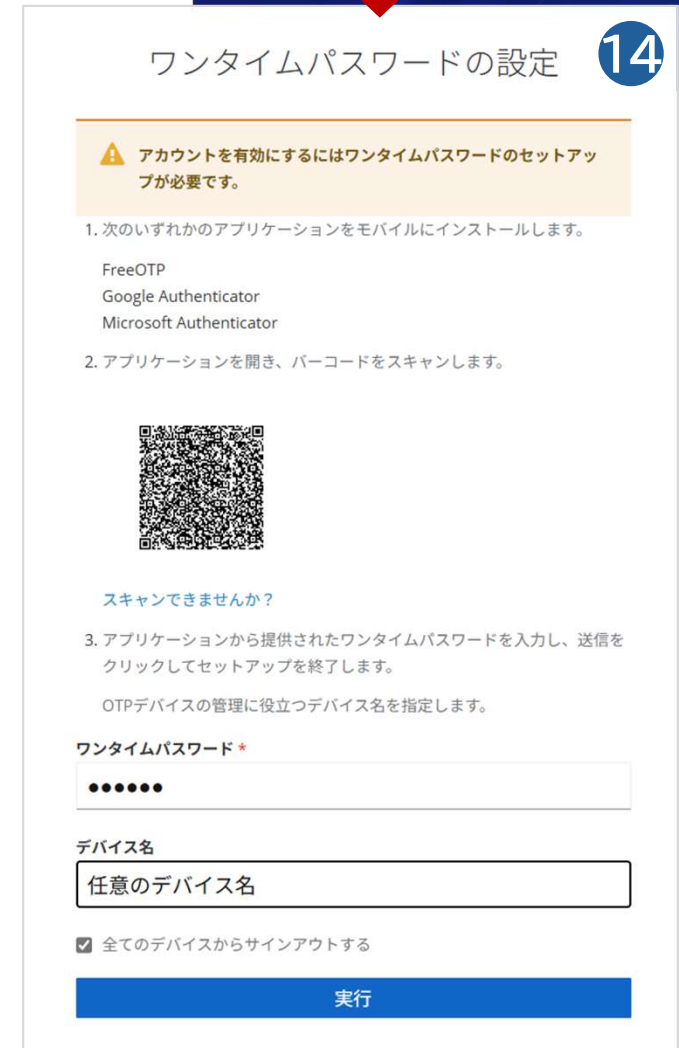 ワンタイムパスワードの設定
14
アカウントを有効にするにはワンタイムパスワードのセットアッ
プが必要です。
1. 次のいずれかのアプリケーションをモバイルにインストールします。
FreeOTP
Google Authenticator
Microsoft Authenticator
2. アプリケーションを開き、バーコードをスキャンします。
スキャンできませんか？
3. アプリケーションから提供されたワンタイムパスワードを入力し、送信を
クリックしてセットアップを終了します。
OTPデバイスの管理に役立つデバイス名を指定します。
ワンタイムパスワード *
●●●●●●
デバイス名
任意のデバイス名
全てのデバイスからサインアウトする
実行